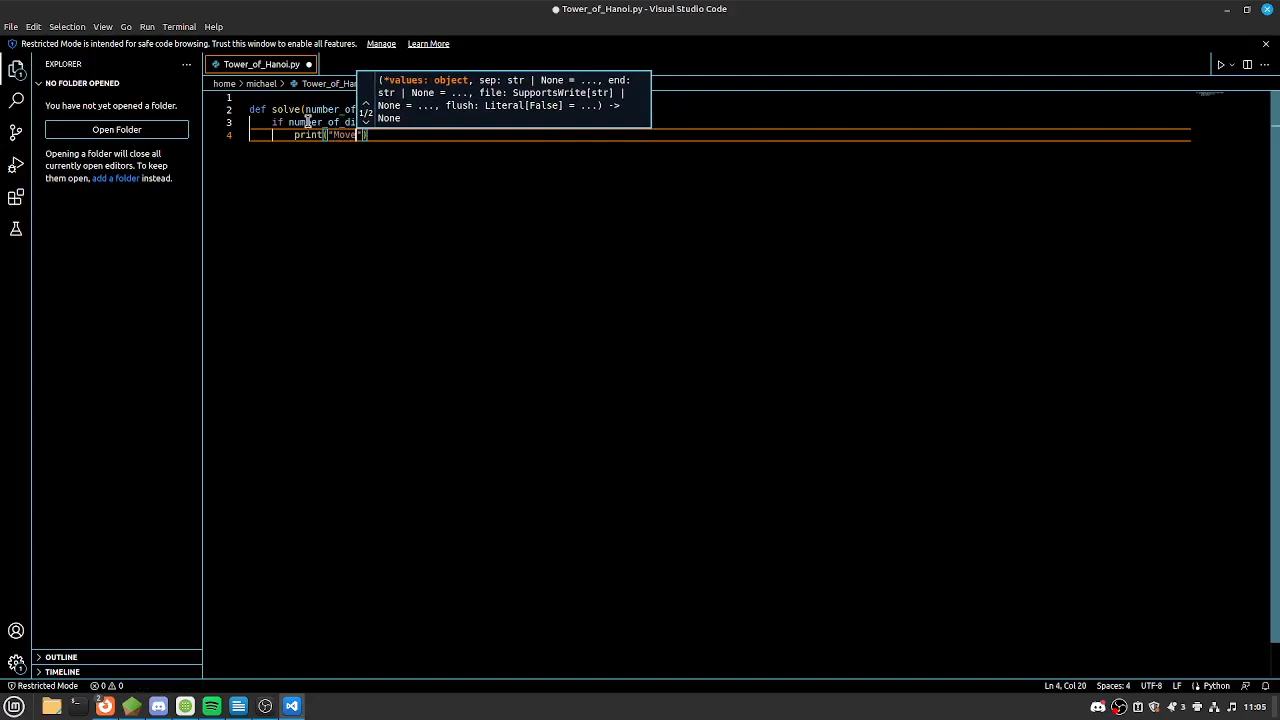 Tower_of_Hanoi.py - Visual Studio Code
File Edit Selection View Go Run Terminal Help
Restricted Mode is intended for safe code browsing. Trust this window to enable all features. Manage Learn More
EXPLORER
Tower_of_Hanoi.py
NO FOLDER OPENED
home > michael > Tower_of_Han
You have not yet opened a folder.
Open Folder
Opening a folder will close all
currently open editors. To keep
them open, add a folder instead.
(*values: object, sep: str | None = ..., end:
str | None = ..., file: SupportsWrite[str] |
None = ..., flush: Literal[False] = ...) ->
None
1/2
1
2 def solve(number_of
3 if number_of_di
4 print("Move")
OUTLINE
TIMELINE
Restricted Mode 0 0
Ln 4, Col 20 Spaces: 4 UTF-8 LF Python
2
3 11:05